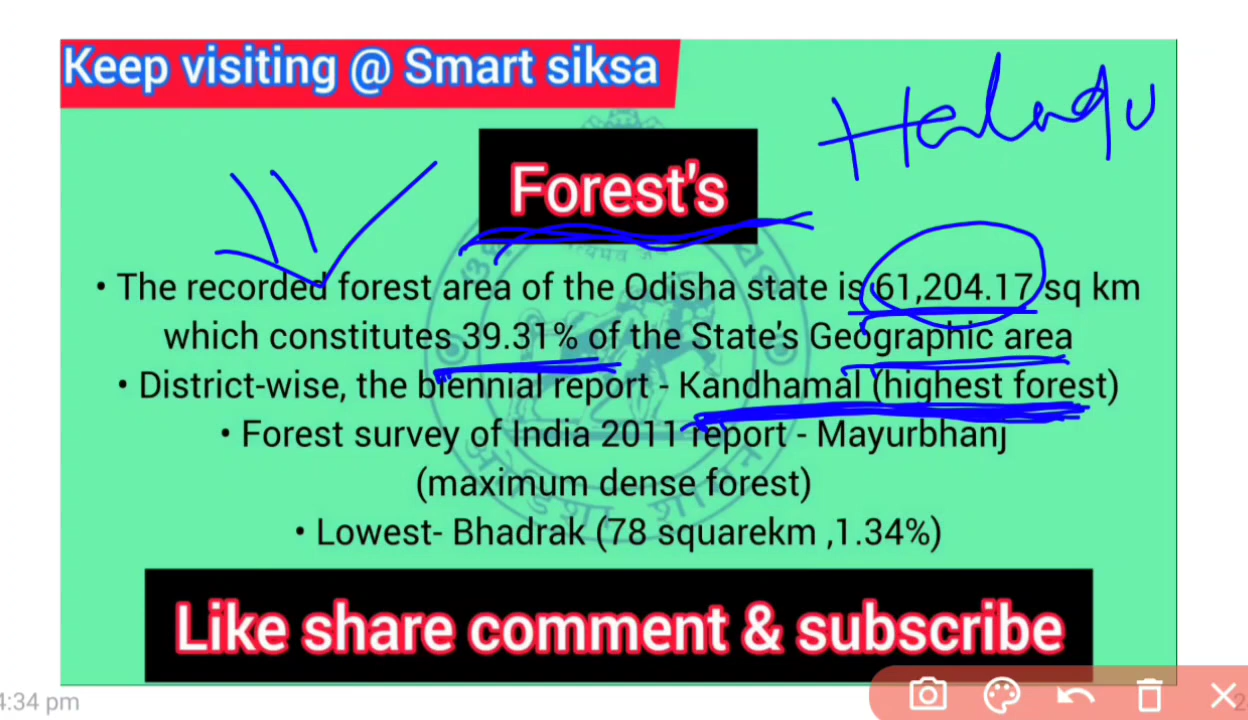 Keep visiting @ Smart siksa
Forest's
• The recorded forest area of the Odisha state is 61,204.17 sq km
which constitutes 39.31% of the State's Geographic area
• District-wise, the biennial report - Kandhamal (highest forest)
• Forest survey of India 2011 report - Mayurbhanj
(maximum dense forest)
• Lowest- Bhadrak (78 squarekm ,1.34%)
Like share comment & subscribe
4:34 pm